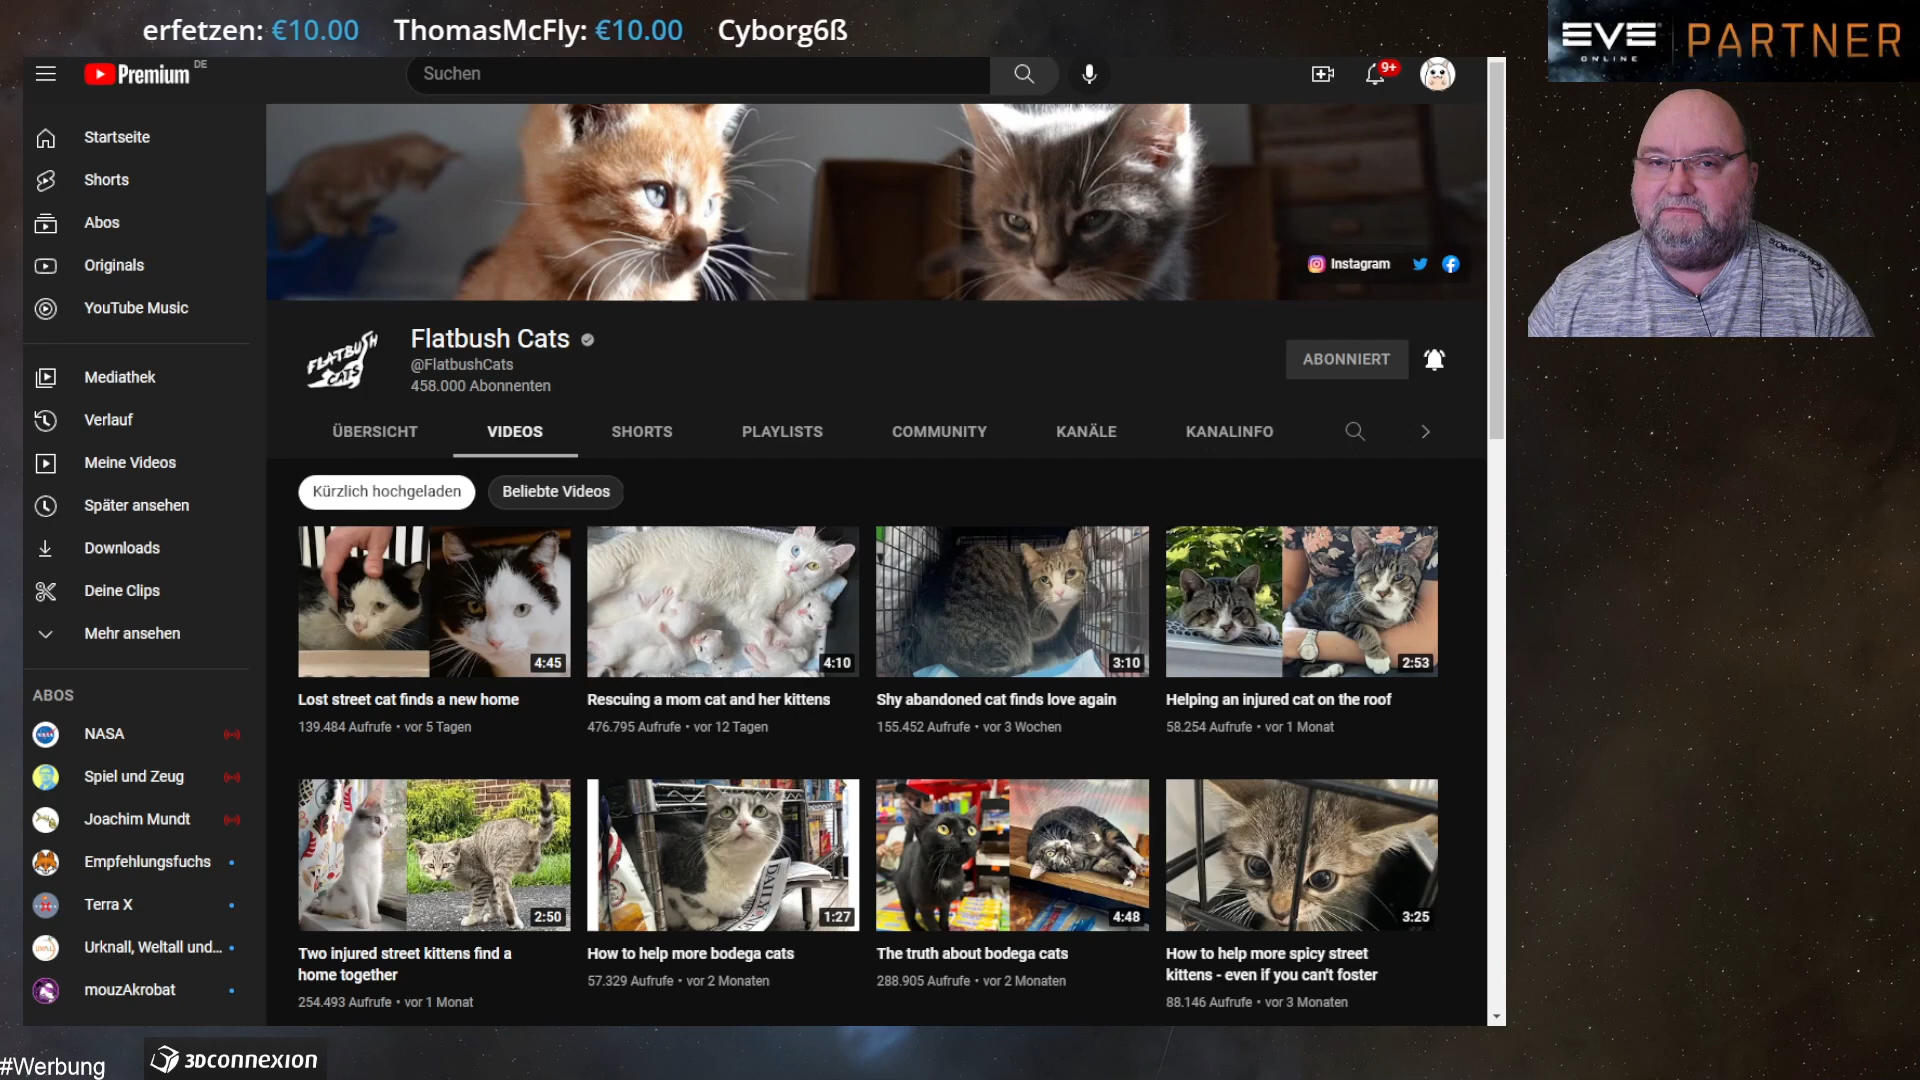 erfetzen: €10.00 ThomasMcFly: €10.00 Cyborg6ß
EVE ONLINE PARTNER
Premium DE
Suchen
9+
Startseite
Shorts
Abos
Originals
YouTube Music
Mediathek
Verlauf
Meine Videos
Später ansehen
Downloads
Deine Clips
Mehr ansehen
ABOS
NASA
Spiel und Zeug
Joachim Mundt
Empfehlungsfuchs
Terra X
Urknall, Weltall und...
mouzAkrobat
Instagram
FLATBUSH CATS
Flatbush Cats
@FlatbushCats
458.000 Abonnenten
ABONNIERT
ÜBERSICHT VIDEOS SHORTS PLAYLISTS COMMUNITY KANÄLE KANALINFO
Kürzlich hochgeladen Beliebte Videos
4:45
Lost street cat finds a new home
139.484 Aufrufe • vor 5 Tagen
4:10
Rescuing a mom cat and her kittens
476.795 Aufrufe • vor 12 Tagen
3:10
Shy abandoned cat finds love again
155.452 Aufrufe • vor 3 Wochen
2:53
Helping an injured cat on the roof
58.254 Aufrufe • vor 1 Monat
2:50
Two injured street kittens find a
home together
254.493 Aufrufe • vor 1 Monat
DAILY
1:27
How to help more bodega cats
57.329 Aufrufe • vor 2 Monaten
4:48
The truth about bodega cats
288.905 Aufrufe • vor 2 Monaten
3:25
How to help more spicy street
kittens - even if you can't foster
88.146 Aufrufe • vor 3 Monaten
#Werbung
3Dconnexion